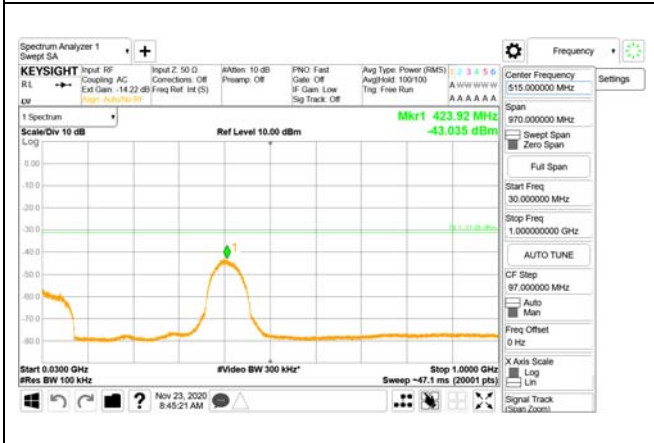 Spectrum Analyzer 1
Swept SA
+
Frequency
KEYSIGHT Input: RF Input Z: 50 Ω #Atten: 10 dB PNO: Fast Avg Type: Power (RMS) 1 2 3 4 5 6
RL Coupling: AC Corrections: Off Preamp: Off Gate: Off Avg|Hold: 100/100 A W W W W W
Ext Gain: -14.22 dB Freq Ref: Int (S) IF Gain: Low Trig: Free Run
Align: Auto/No RF Sig Track: Off A A A A A A
Center Frequency
515.000000 MHz
Settings
1 Spectrum
Mkr1 423.92 MHz
Scale/Div 10 dB Ref Level 10.00 dBm -43.035 dBm
Log
Span
970.000000 MHz
Swept Span
Zero Span
Full Span
Start Freq
30.000000 MHz
Stop Freq
1.000000000 GHz
AUTO TUNE
CF Step
97.000000 MHz
Auto
Man
Freq Offset
0 Hz
X Axis Scale
Log
Lin
Signal Track
(Span Zoom)
0.00
-10.0
-20.0
-30.0
-40.0
-50.0
-60.0
-70.0
-80.0
1
Start 0.0300 GHz #Video BW 300 kHz* Stop 1.0000 GHz
#Res BW 100 kHz Sweep ~47.1 ms (20001 pts)
? Nov 23, 2020
8:45:21 AM